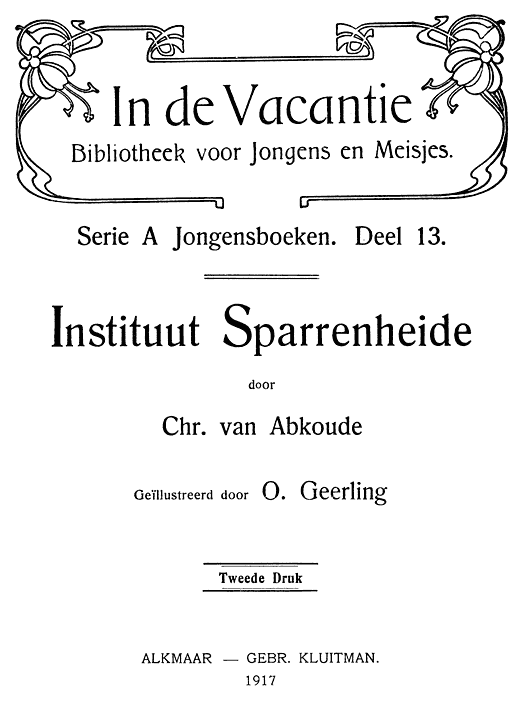 In de Vacantie
Bibliotheek voor Jongens en Meisjes.
Serie A Jongensboeken. Deel 13.
Instituut Sparrenheide
door
Chr. van Abkoude
Geïllustreerd door O. Geerling
Tweede Druk
ALKMAAR — GEBR. KLUITMAN.
1917